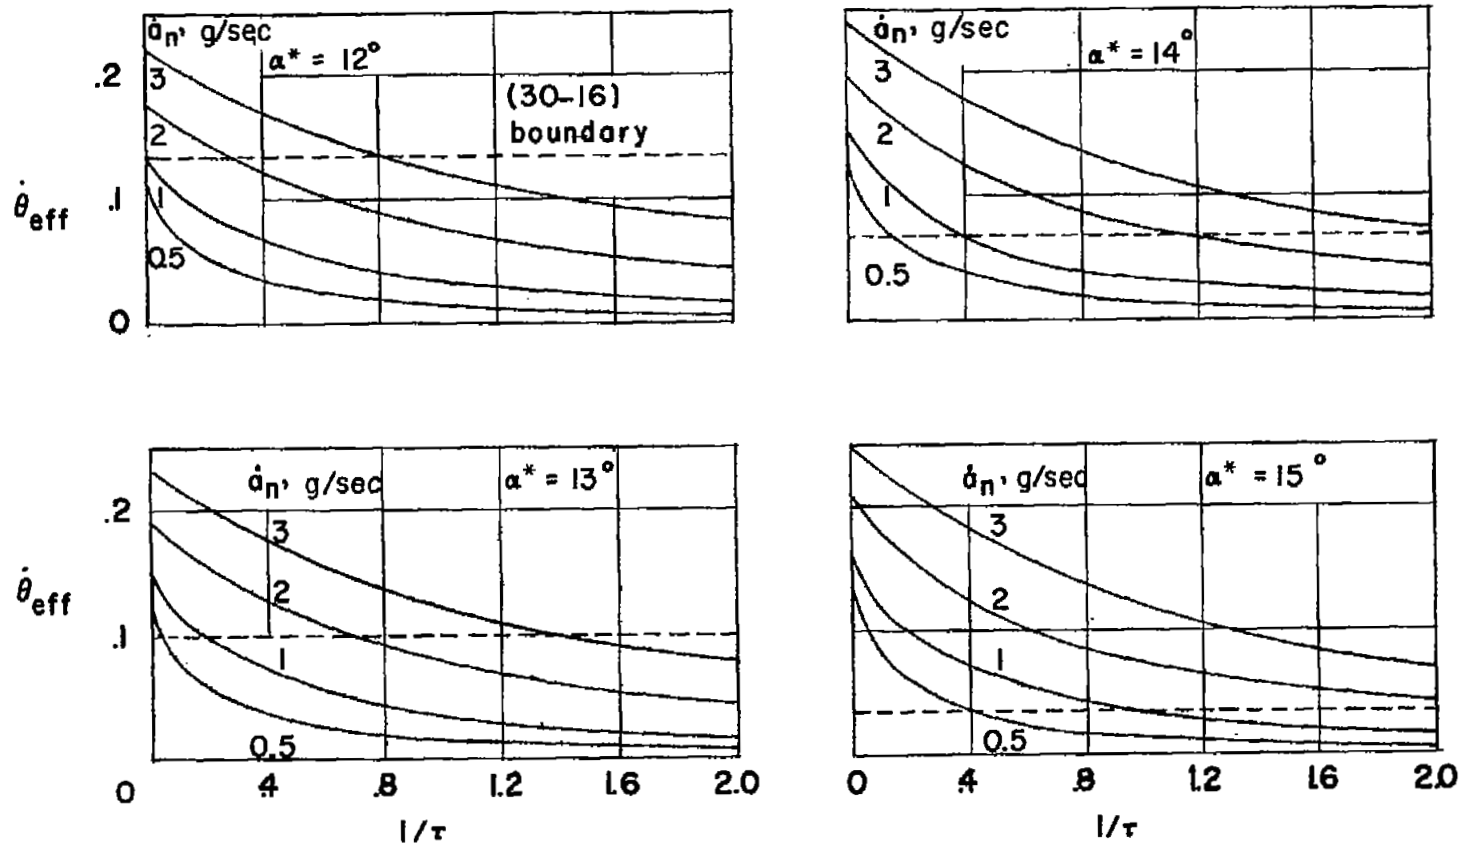 ȧn, g/sec
α* = 12°
.2
3
(30-16)
boundary
2
θ̇eff
.1
1
0.5
0
ȧn, g/sec
α* = 14°
3
2
1
0.5
ȧn, g/sec
α* = 13°
.2
3
θ̇eff
2
.1
1
0.5
0 .4 .8 1.2 1.6 2.0
1/τ
ȧn, g/sec
α* = 15°
3
2
1
0.5
0 .4 .8 1.2 1.6 2.0
1/τ